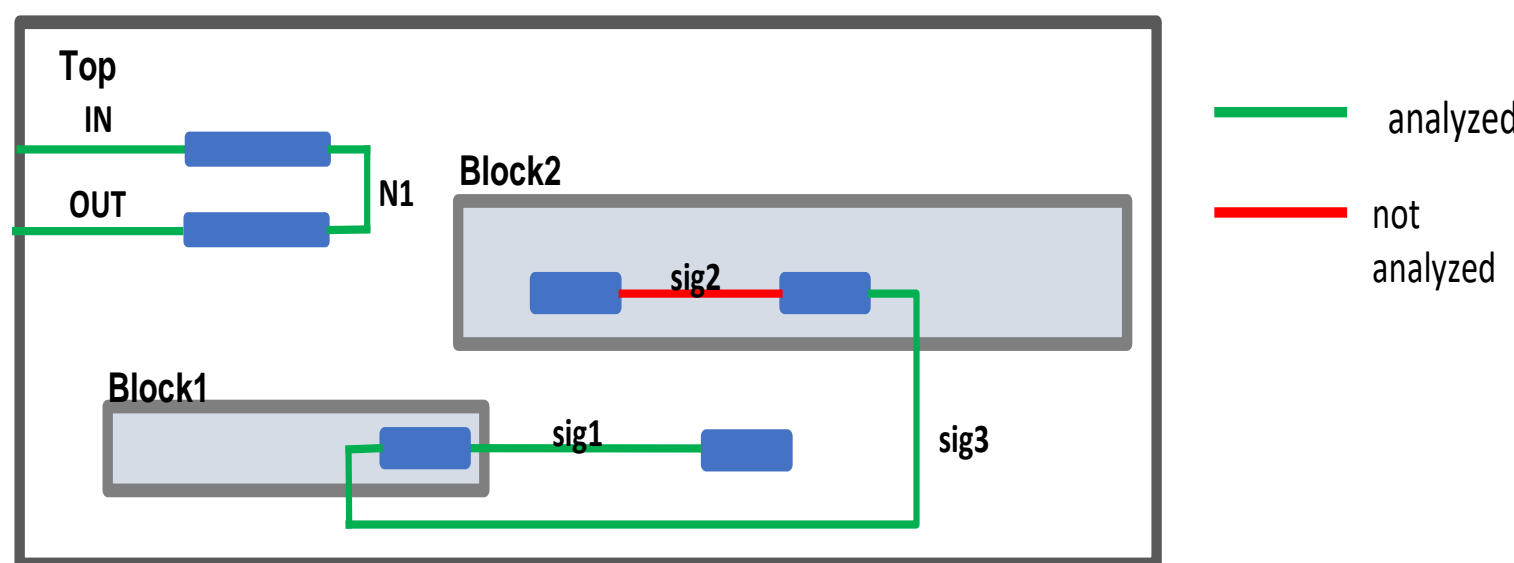 Top
IN
OUT
N1
Block2
sig2
Block1
sig1
sig3
analyzed
not
analyzed